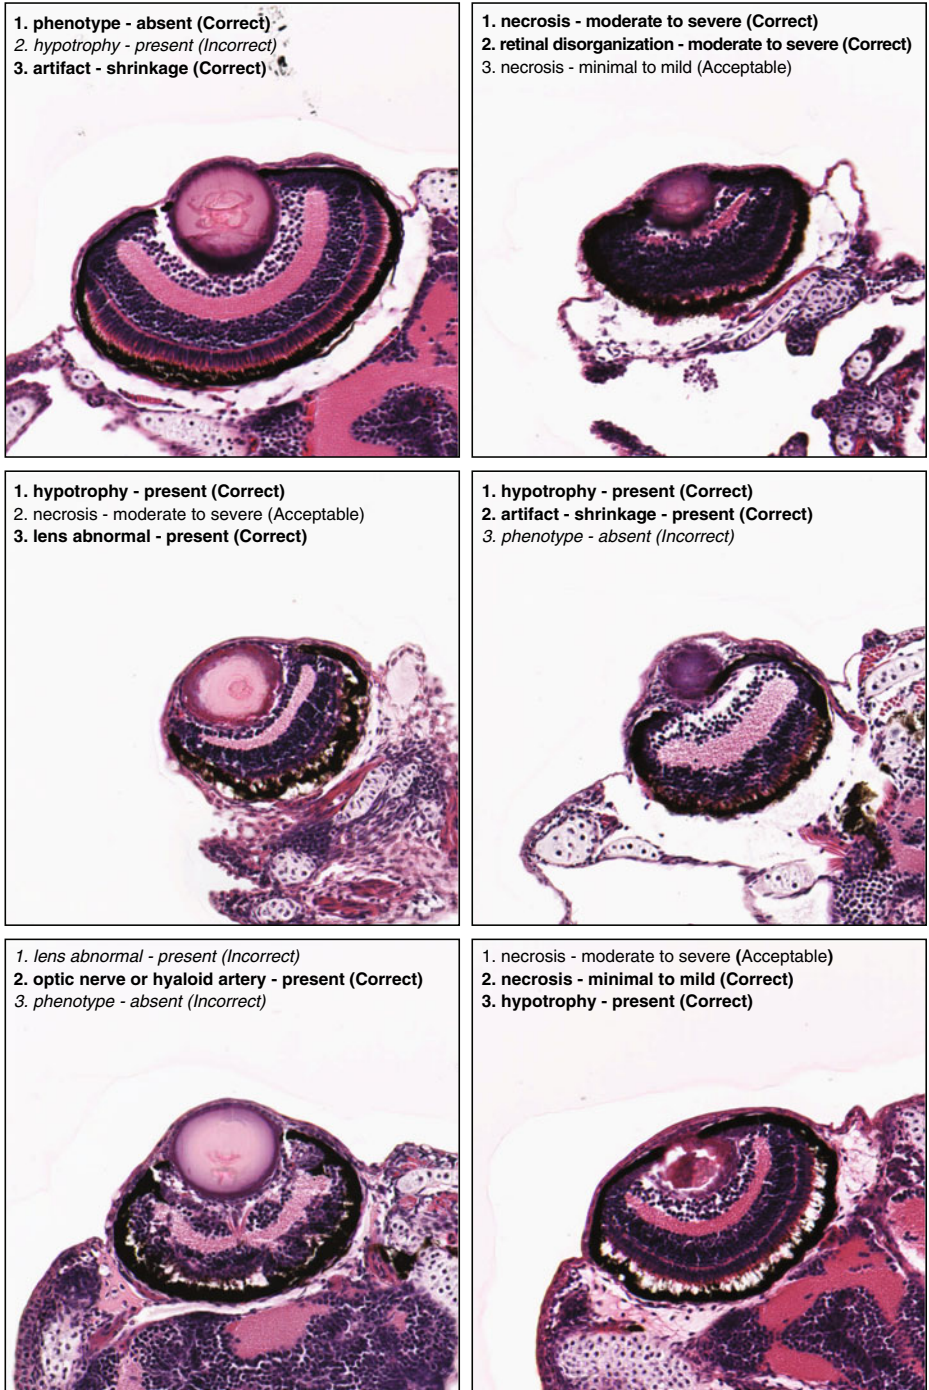 1. phenotype - absent (Correct)
2. hypotrophy - present (Incorrect)
3. artifact - shrinkage (Correct)
1. necrosis - moderate to severe (Correct)
2. retinal disorganization - moderate to severe (Correct)
3. necrosis - minimal to mild (Acceptable)
1. hypotrophy - present (Correct)
2. necrosis - moderate to severe (Acceptable)
3. lens abnormal - present (Correct)
1. hypotrophy - present (Correct)
2. artifact - shrinkage - present (Correct)
3. phenotype - absent (Incorrect)
1. lens abnormal - present (Incorrect)
2. optic nerve or hyaloid artery - present (Correct)
3. phenotype - absent (Incorrect)
1. necrosis - moderate to severe (Acceptable)
2. necrosis - minimal to mild (Correct)
3. hypotrophy - present (Correct)